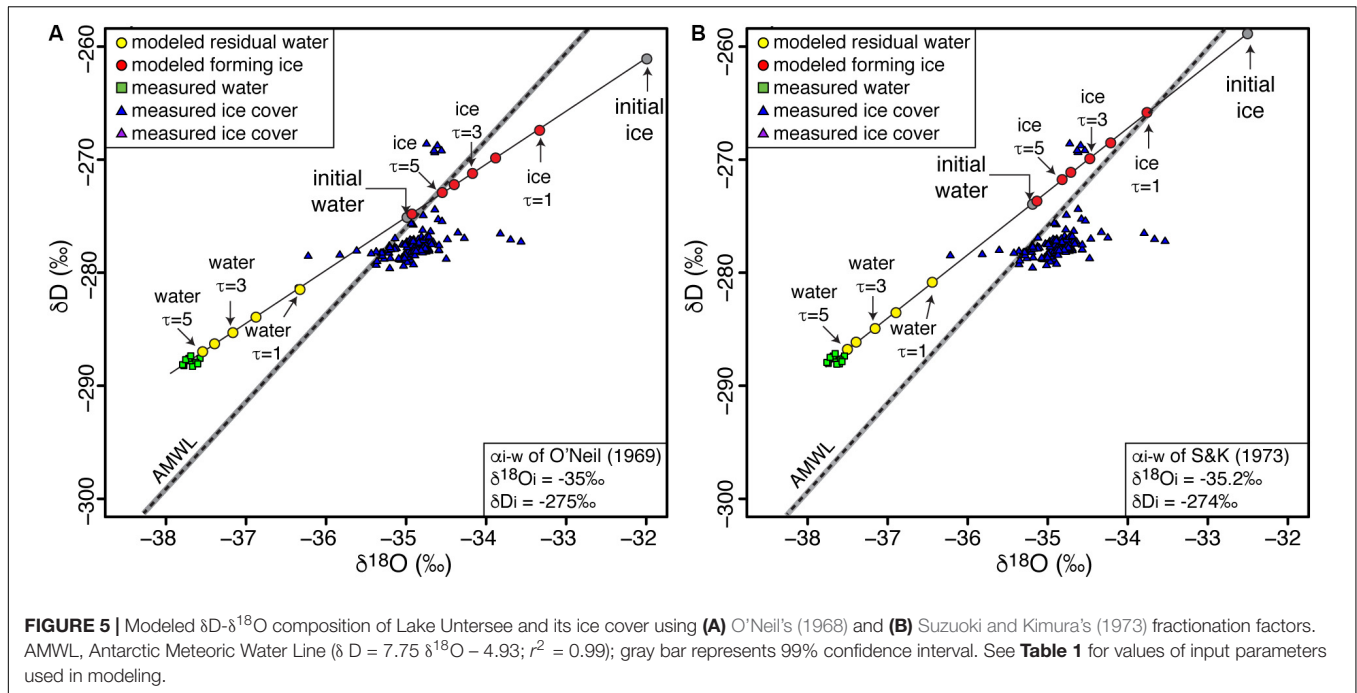 A
modeled residual water
modeled forming ice
measured water
measured ice cover
measured ice cover
initial ice
ice τ=3
ice τ=5
ice τ=1
initial water
water τ=3
water τ=5
water τ=1
AMWL
αi-w of O'Neil (1969)
δ18Oi = -35‰
δDi = -275‰
δD (‰)
−260
−270
−280
−290
−300
−38 −37 −36 −35 −34 −33 −32
δ18O (‰)
B
modeled residual water
modeled forming ice
measured water
measured ice cover
measured ice cover
initial ice
ice τ=3
ice τ=5
ice τ=1
initial water
water τ=3
water τ=5
water τ=1
AMWL
αi-w of S&K (1973)
δ18Oi = -35.2‰
δDi = -274‰
δD (‰)
−260
−270
−280
−290
−300
−38 −37 −36 −35 −34 −33 −32
δ18O (‰)
FIGURE 5 | Modeled δD-δ18O composition of Lake Untersee and its ice cover using (A) O'Neil's (1968) and (B) Suzuoki and Kimura's (1973) fractionation factors.
AMWL, Antarctic Meteoric Water Line (δ D = 7.75 δ18O – 4.93; r2 = 0.99); gray bar represents 99% confidence interval. See Table 1 for values of input parameters
used in modeling.